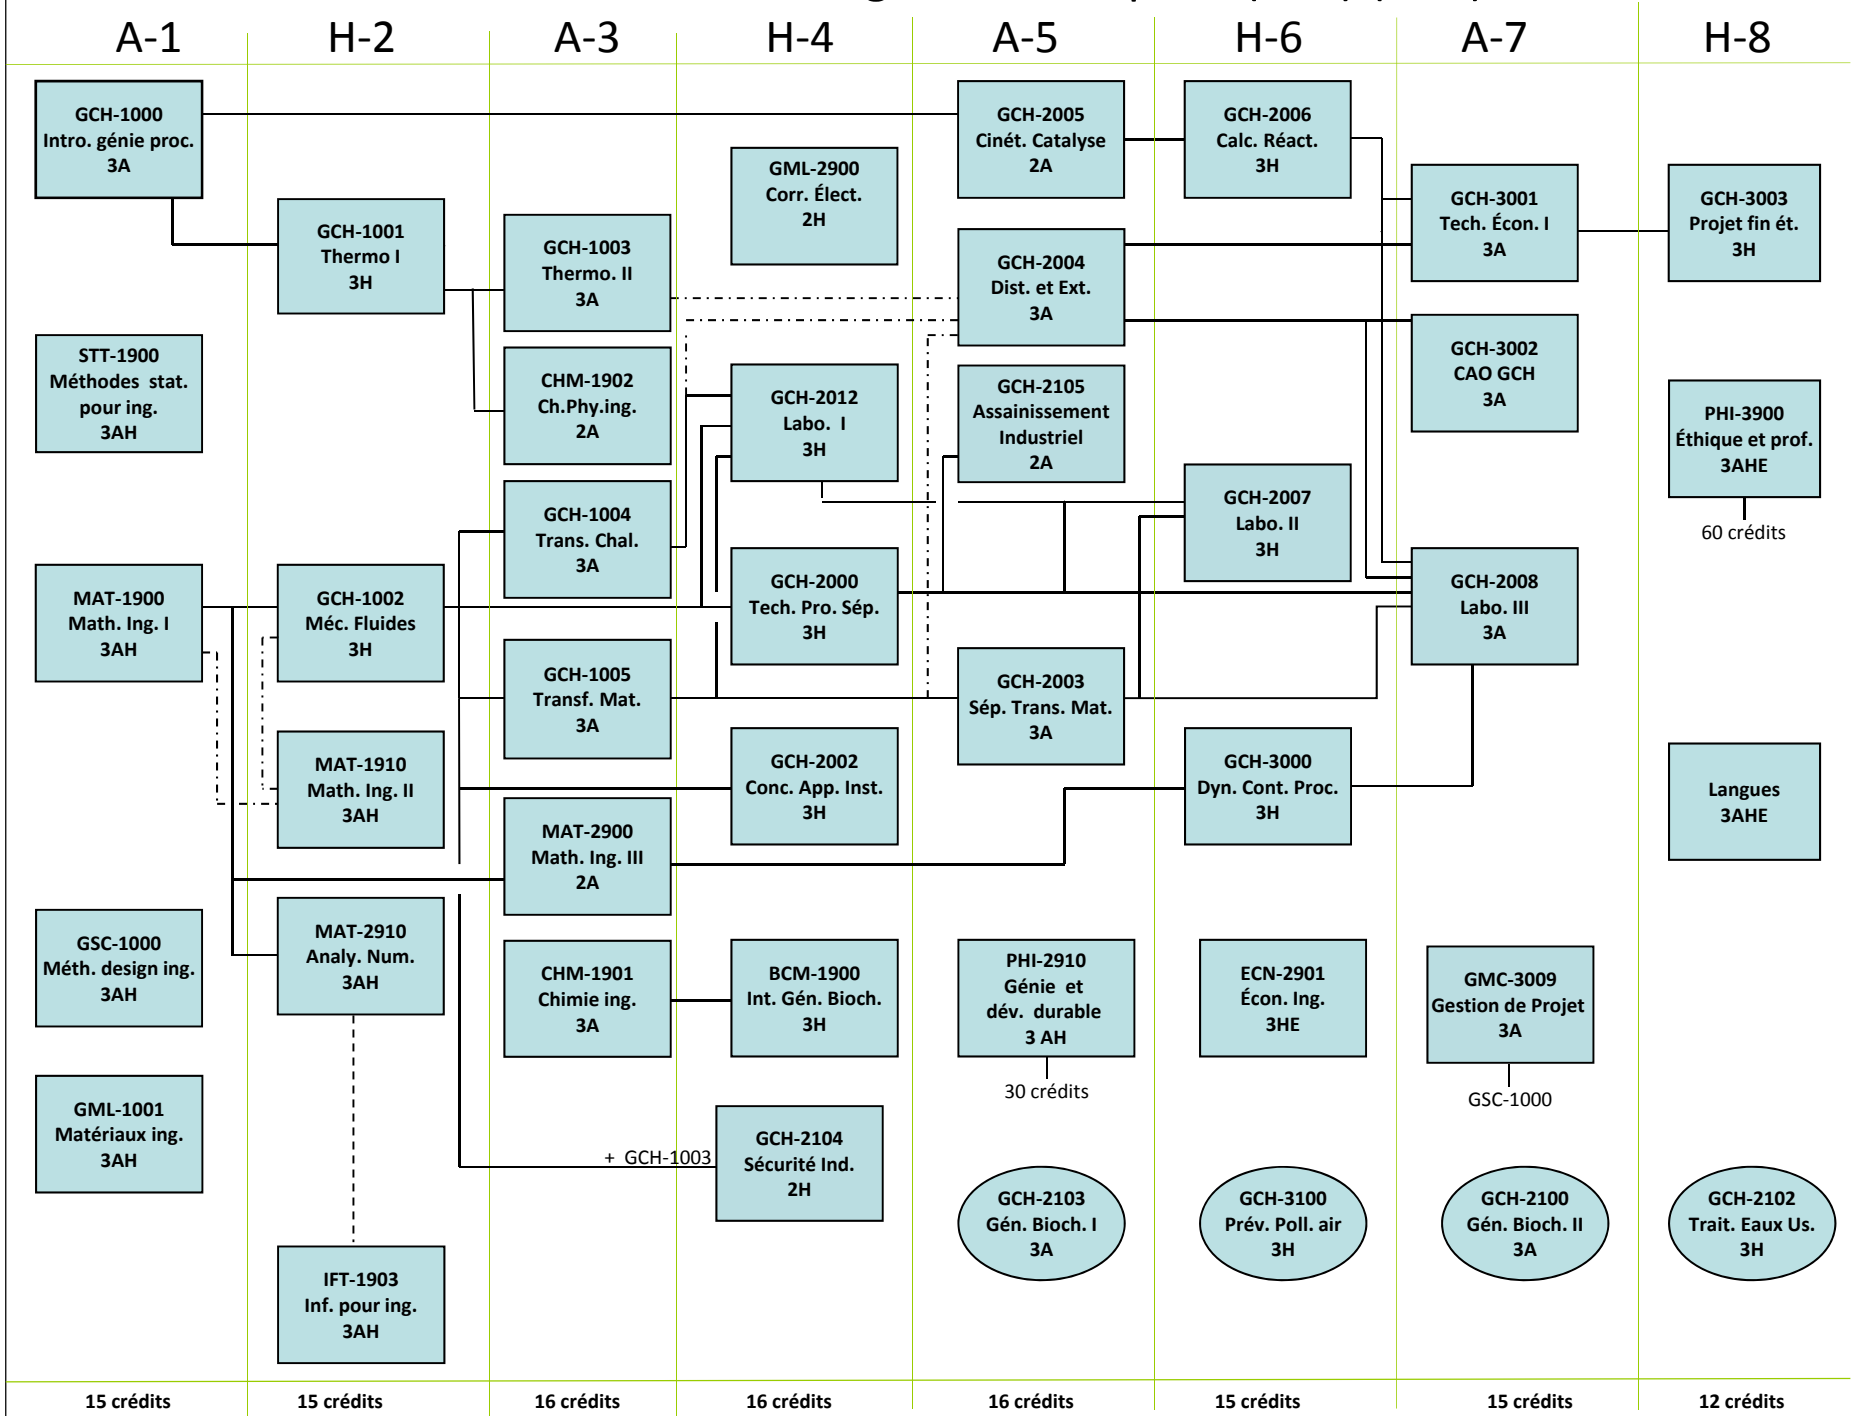 A-1
H-2
A-3
H-4
A-5
H-6
A-7
H-8
GCH-1000
Intro. génie proc.
3A
STT-1900
Méthodes stat.
pour ing.
3AH
MAT-1900
Math. Ing. I
3AH
GSC-1000
Méth. design ing.
3AH
GML-1001
Matériaux ing.
3AH
15 crédits
GCH-1001
Thermo I
3H
GCH-1002
Méc. Fluides
3H
MAT-1910
Math. Ing. II
3AH
MAT-2910
Analy. Num.
3AH
IFT-1903
Inf. pour ing.
3AH
15 crédits
GCH-1003
Thermo. II
3A
CHM-1902
Ch.Phy.ing.
2A
GCH-1004
Trans. Chal.
3A
GCH-1005
Transf. Mat.
3A
MAT-2900
Math. Ing. III
2A
CHM-1901
Chimie ing.
3A
16 crédits
GML-2900
Corr. Élect.
2H
GCH-2012
Labo. I
3H
GCH-2000
Tech. Pro. Sép.
3H
GCH-2002
Conc. App. Inst.
3H
BCM-1900
Int. Gén. Bioch.
3H
+ GCH-1003
GCH-2104
Sécurité Ind.
2H
16 crédits
GCH-2005
Cinét. Catalyse
2A
GCH-2004
Dist. et Ext.
3A
GCH-2105
Assainissement
Industriel
2A
GCH-2003
Sép. Trans. Mat.
3A
PHI-2910
Génie et
dév. durable
3 AH
30 crédits
GCH-2103
Gén. Bioch. I
3A
16 crédits
GCH-2006
Calc. Réact.
3H
GCH-2007
Labo. II
3H
GCH-3000
Dyn. Cont. Proc.
3H
ECN-2901
Écon. Ing.
3HE
GCH-3100
Prév. Poll. air
3H
15 crédits
GCH-3001
Tech. Écon. I
3A
GCH-3002
CAO GCH
3A
GCH-2008
Labo. III
3A
GMC-3009
Gestion de Projet
3A
GSC-1000
GCH-2100
Gén. Bioch. II
3A
15 crédits
GCH-3003
Projet fin ét.
3H
PHI-3900
Éthique et prof.
3AHE
60 crédits
Langues
3AHE
GCH-2102
Trait. Eaux Us.
3H
12 crédits